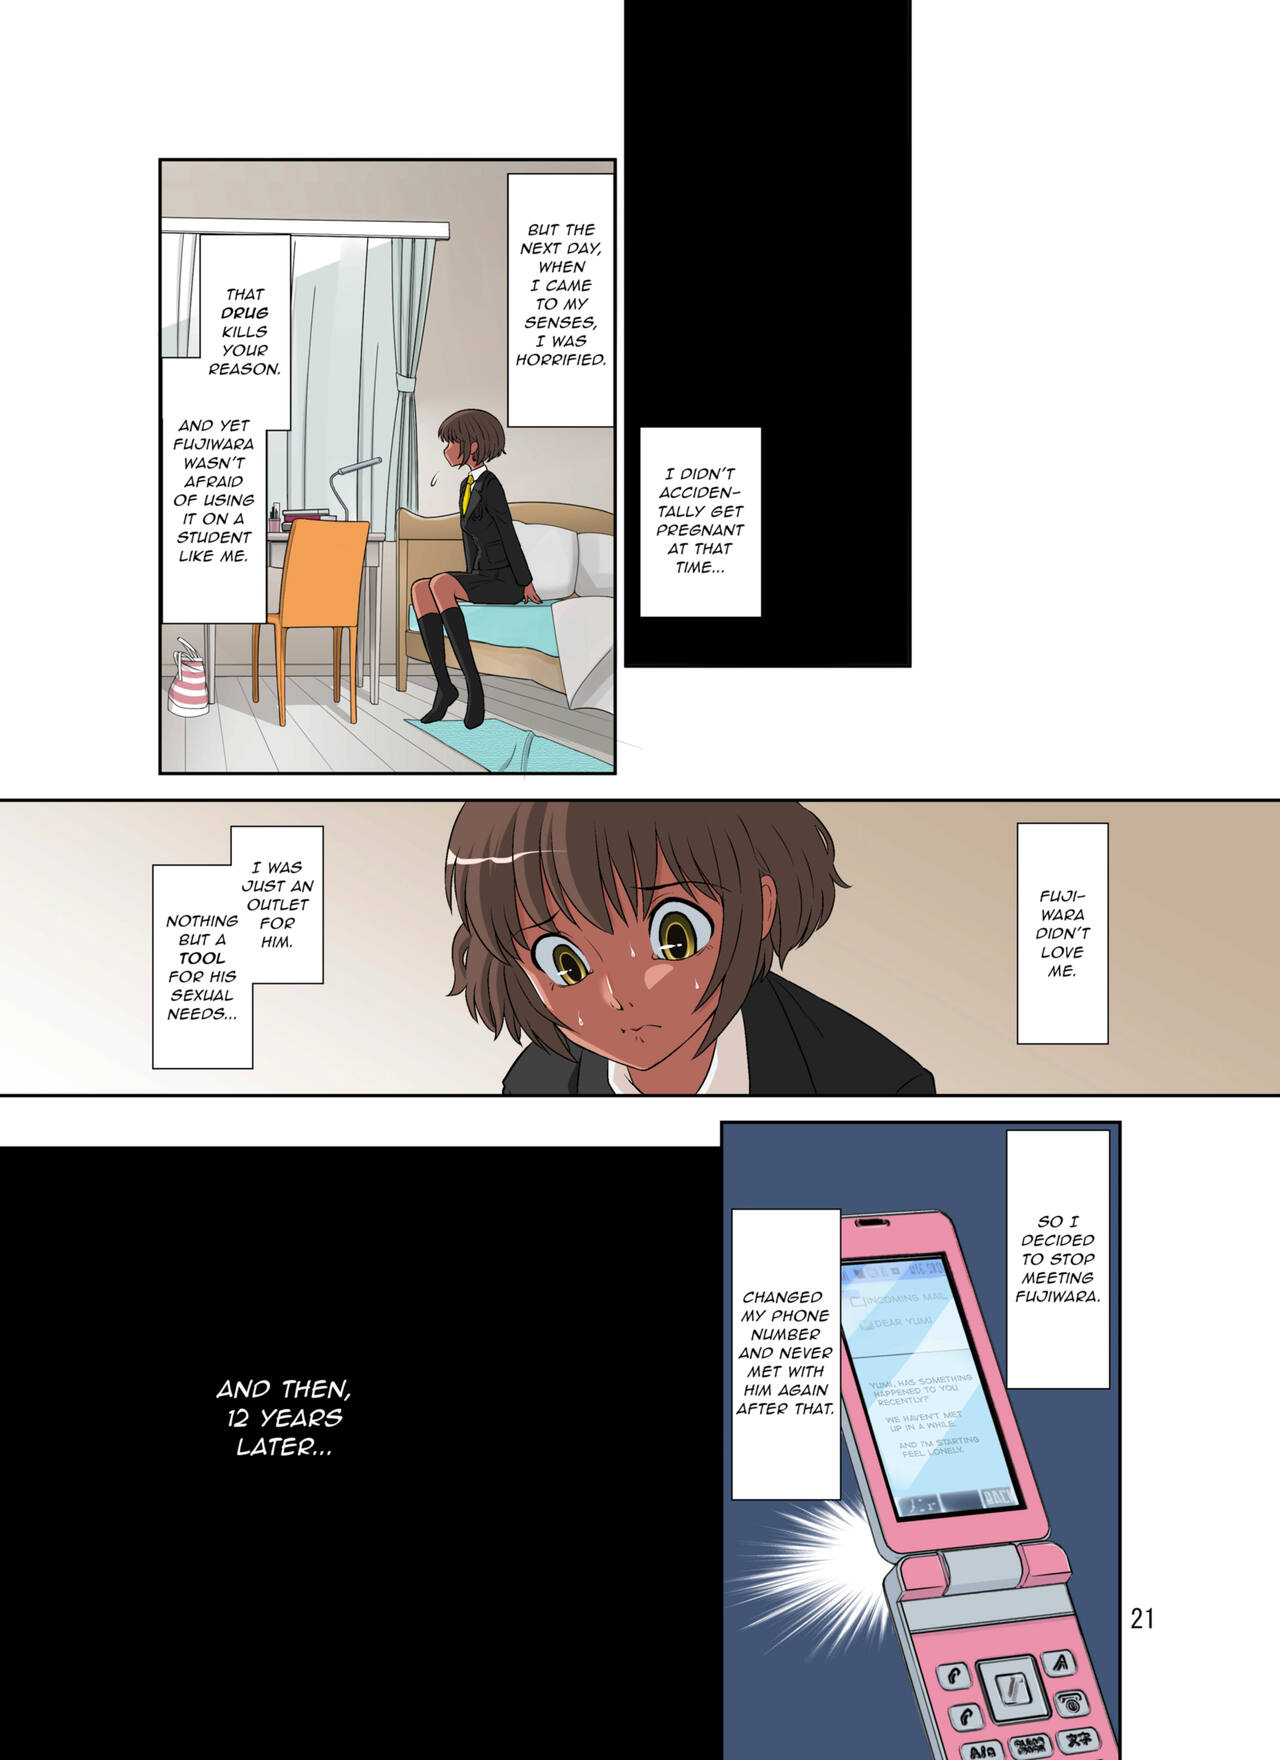 I DIDN'T
ACCIDEN-
TALLY GET
PREGNANT
AT THAT
TIME...
BUT THE
NEXT DAY,
WHEN
I CAME
TO MY
SENSES,
I WAS
HORRIFIED.
THAT
DRUG
KILLS
YOUR
REASON.
AND YET
FUJIWARA
WASN'T
AFRAID
OF USING
IT ON A
STUDENT
LIKE ME.
FUJI-
WARA
DIDN'T
LOVE
ME.
I WAS
JUST AN
OUTLET FOR
HIM.
NOTHING
BUT A
TOOL
FOR HIS
SEXUAL
NEEDS...
SO I
DECIDED
TO STOP
MEETING
FUJIWARA.
INCOMING MAIL
DEAR YUMI
YUMI, HAS SOMETHING
HAPPENED TO YOU
RECENTLY?
WE HAVEN'T MET
UP IN A WHILE.
AND I'M STARTING
FEEL LONELY.
文字
CHANGED
MY PHONE
NUMBER
AND NEVER
MET WITH
HIM AGAIN
AFTER THAT.
AND THEN,
12 YEARS
LATER...
21